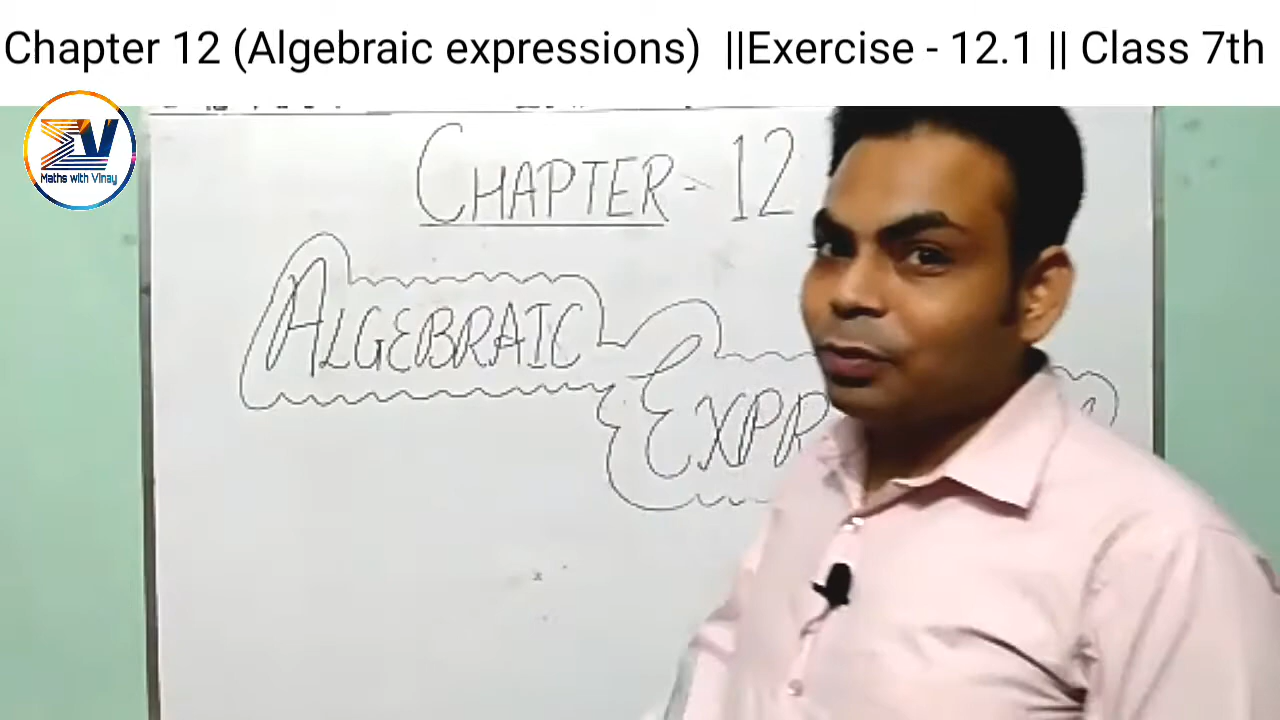 Chapter 12 (Algebraic expressions) ||Exercise - 12.1 || Class 7th
Maths with Vinay
CHAPTER - 12
ALGEBRAIC
EXPR